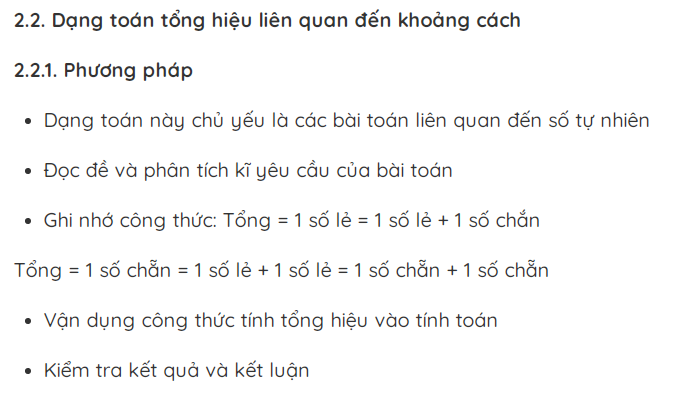 2.2. Dạng toán tổng hiệu liên quan đến khoảng cách
2.2.1. Phương pháp
• Dạng toán này chủ yếu là các bài toán liên quan đến số tự nhiên
• Đọc đề và phân tích kĩ yêu cầu của bài toán
• Ghi nhớ công thức: Tổng = 1 số lẻ = 1 số lẻ + 1 số chắn
Tổng = 1 số chẵn = 1 số lẻ + 1 số lẻ = 1 số chẵn + 1 số chẵn
• Vận dụng công thức tính tổng hiệu vào tính toán
• Kiểm tra kết quả và kết luận